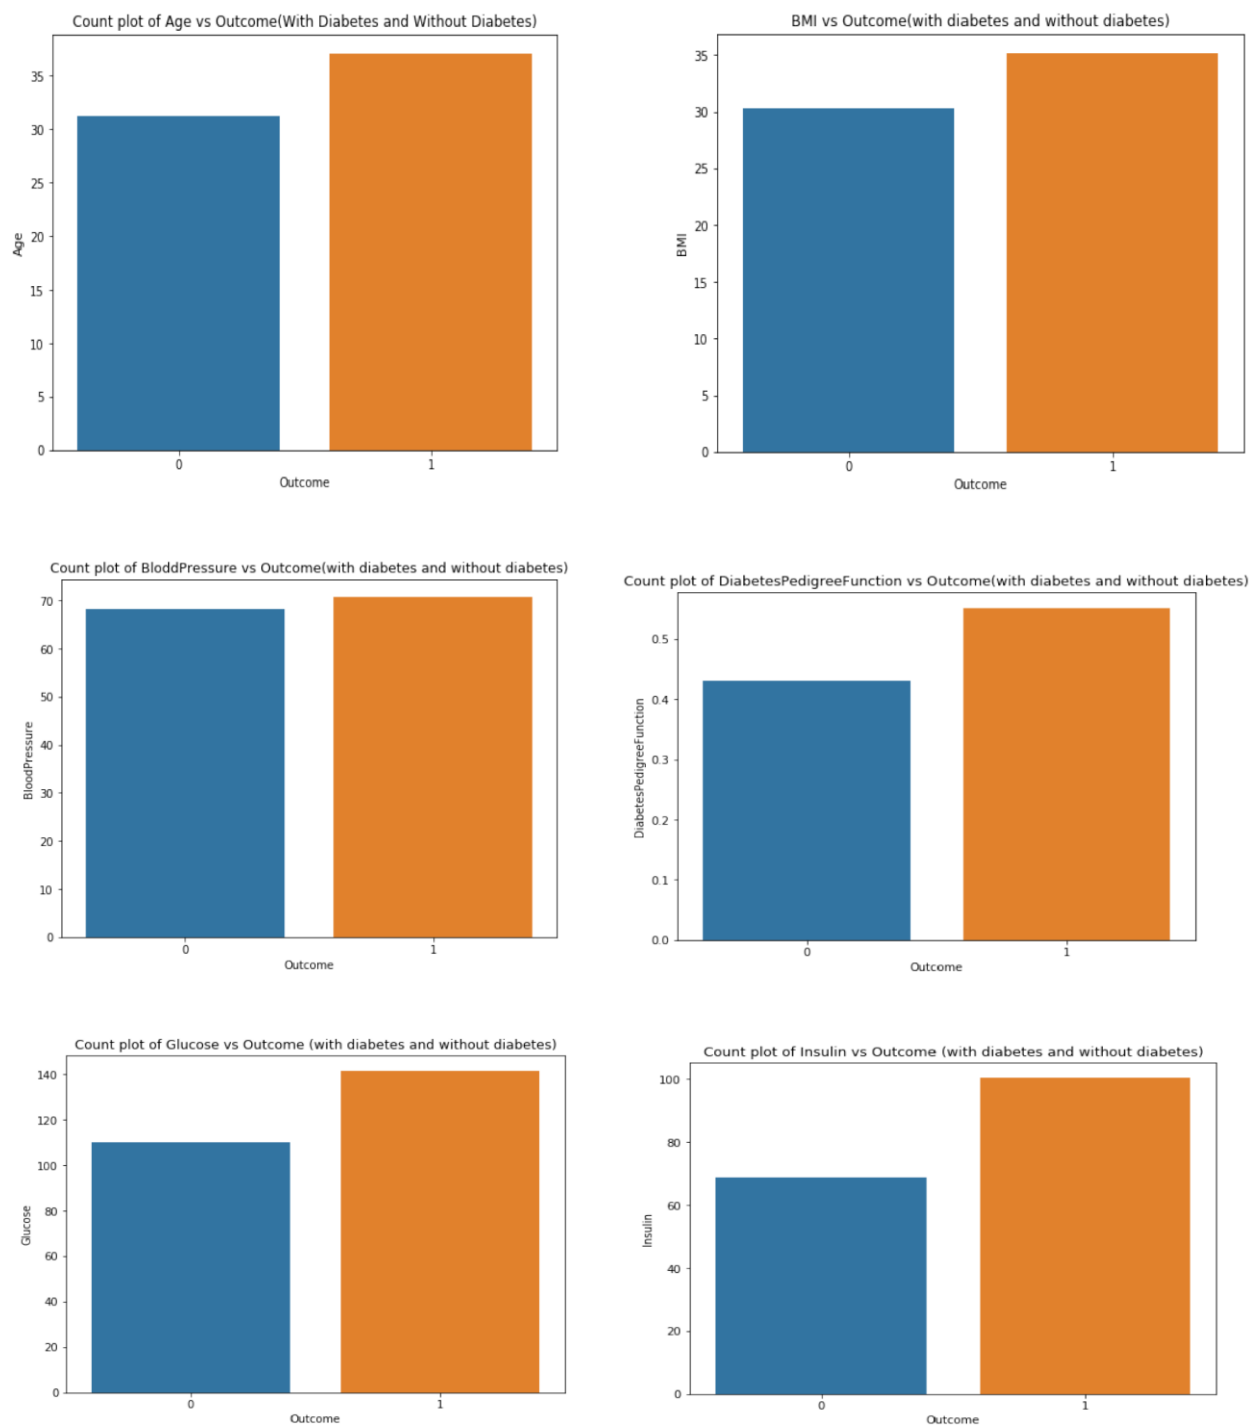 Count plot of Age vs Outcome(With Diabetes and Without Diabetes)
35
30
25
20
15
10
5
0
Age
0 1
Outcome
BMI vs Outcome(with diabetes and without diabetes)
35
30
25
20
15
10
5
0
BMI
0 1
Outcome
Count plot of BloddPressure vs Outcome(with diabetes and without diabetes)
70
60
50
40
30
20
10
0
BloodPressure
0 1
Outcome
Count plot of DiabetesPedigreeFunction vs Outcome(with diabetes and without diabetes)
0.5
0.4
0.3
0.2
0.1
0.0
DiabetesPedigreeFunction
0 1
Outcome
Count plot of Glucose vs Outcome (with diabetes and without diabetes)
140
120
100
80
60
40
20
0
Glucose
0 1
Outcome
Count plot of Insulin vs Outcome (with diabetes and without diabetes)
100
80
60
40
20
0
Insulin
0 1
Outcome